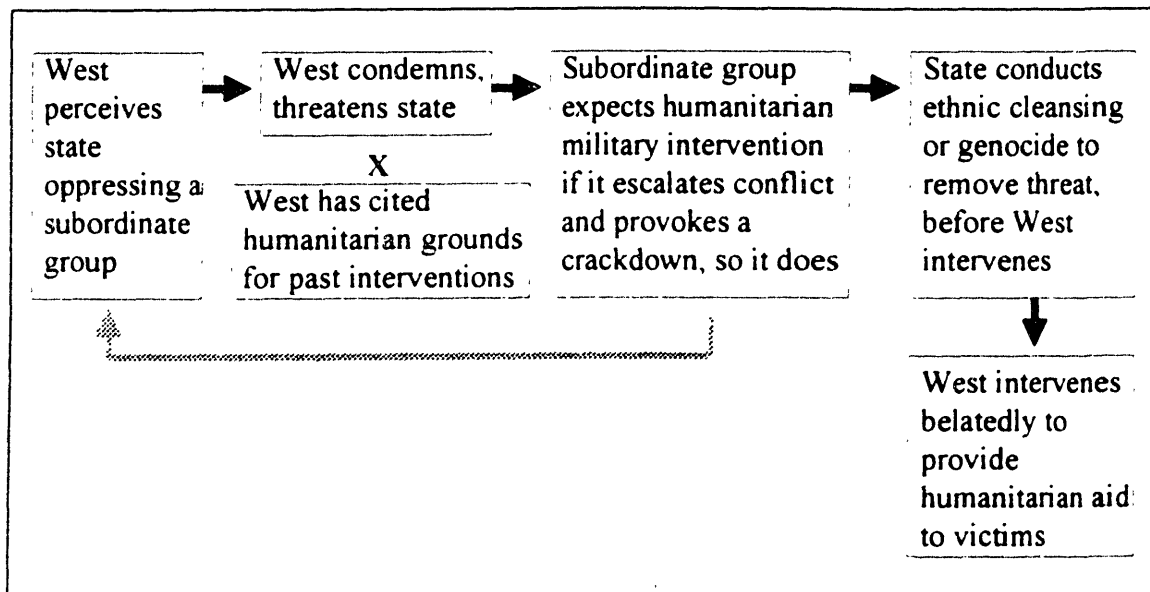 West
perceives
state
oppressing a
subordinate
group
West condemns,
threatens state
X
West has cited
humanitarian grounds
for past interventions
Subordinate group
expects humanitarian
military intervention
if it escalates conflict
and provokes a
crackdown, so it does
State conducts
ethnic cleansing
or genocide to
remove threat,
before West
intervenes
West intervenes
belatedly to
provide
humanitarian aid
to victims